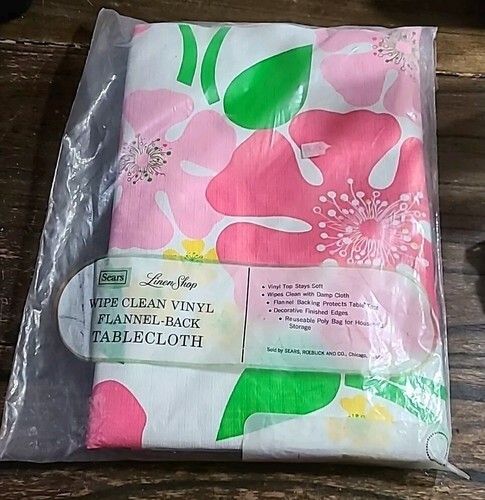 Sears
Linen Shop
WIPE CLEAN VINYL
FLANNEL-BACK
TABLECLOTH
• Vinyl Top Stays Soft
• Wipes Clean with Damp Cloth
• Flannel Backing Protects Table
• Decorative Finished Edges
• Reuseable Poly Bag for
Storage
Sold by SEARS, ROEBUCK AND CO., Chicago,